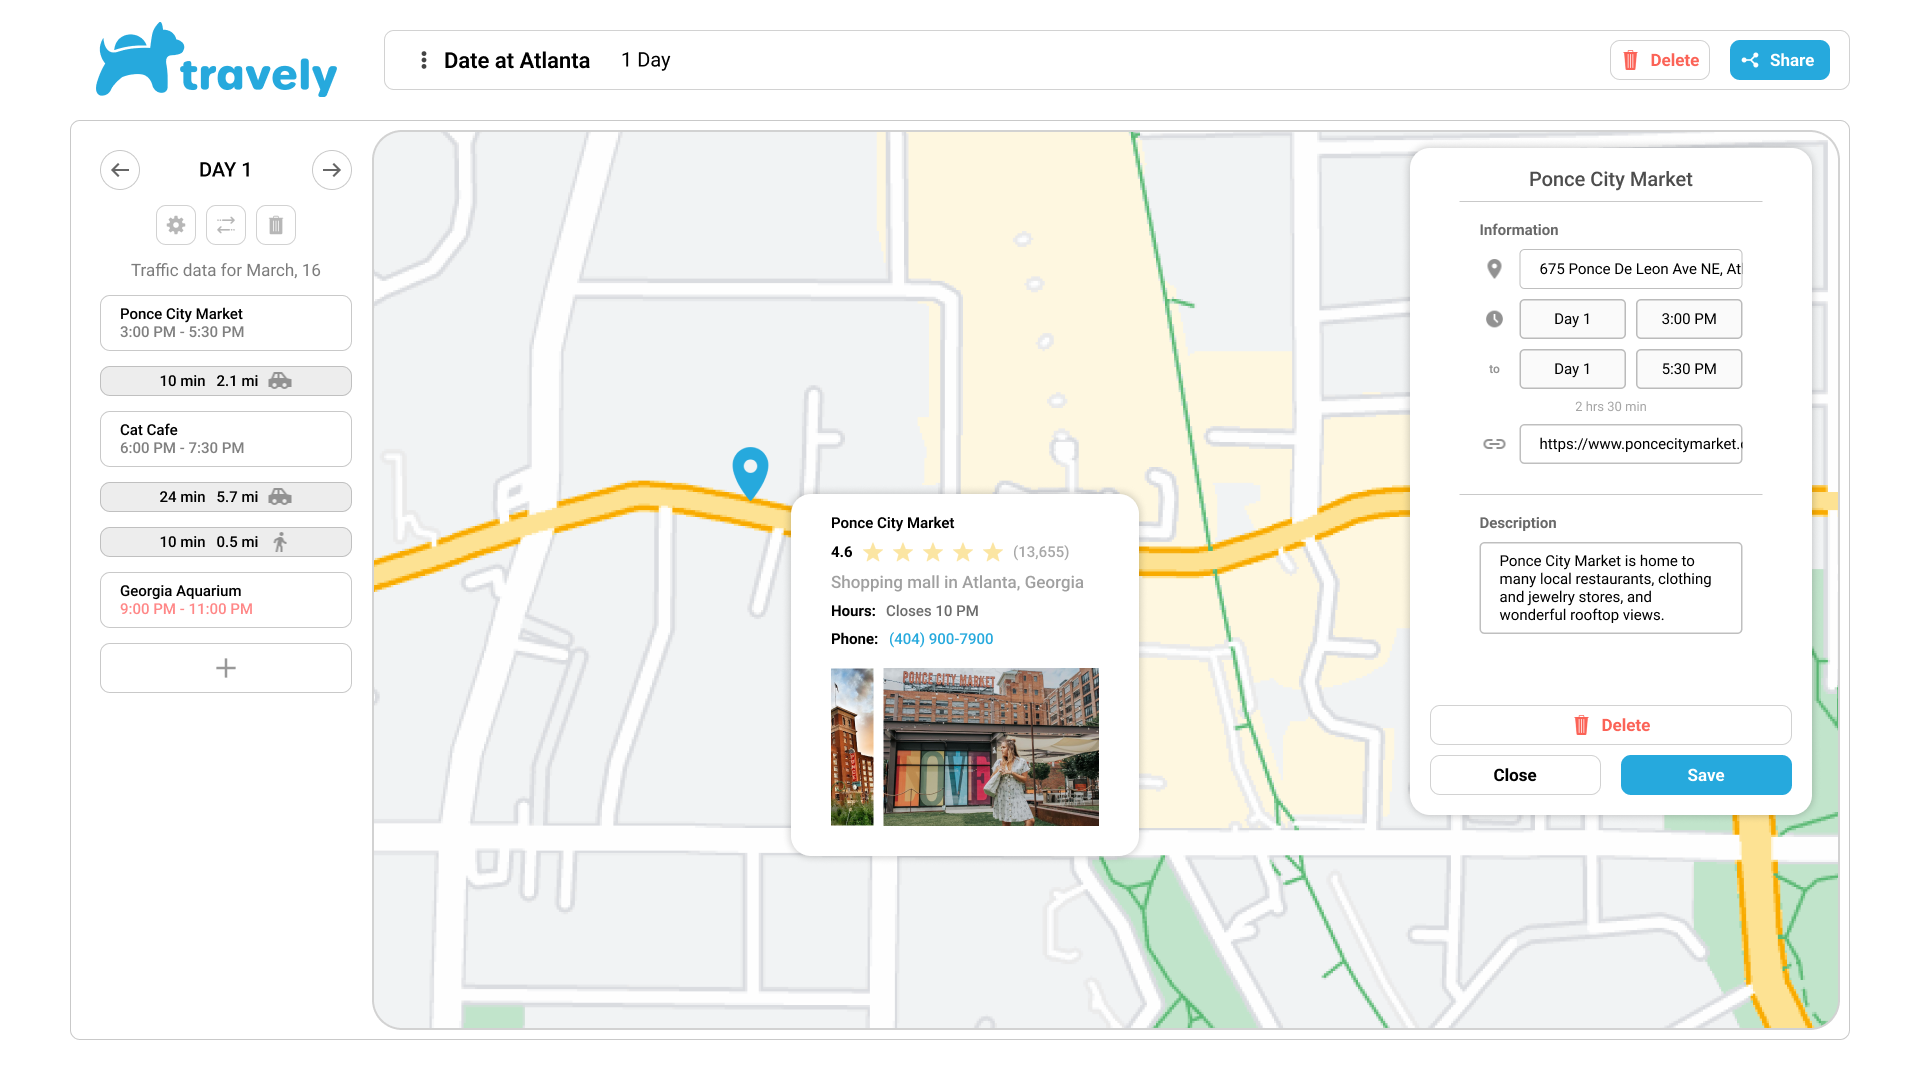 travely
Date at Atlanta 1 Day
Delete
Share
DAY 1
Traffic data for March, 16
Ponce City Market
3:00 PM - 5:30 PM
10 min 2.1 mi
Cat Cafe
6:00 PM - 7:30 PM
24 min 5.7 mi
10 min 0.5 mi
Georgia Aquarium
9:00 PM - 11:00 PM
Ponce City Market
4.6 (13,655)
Shopping mall in Atlanta, Georgia
Hours: Closes 10 PM
Phone: (404) 900-7900
PONCE CITY MARKET
LOVE
Ponce City Market
Information
675 Ponce De Leon Ave NE, At
Day 1 3:00 PM
to Day 1 5:30 PM
2 hrs 30 min
https://www.poncecitymarket.
Description
Ponce City Market is home to
many local restaurants, clothing
and jewelry stores, and
wonderful rooftop views.
Delete
Close
Save